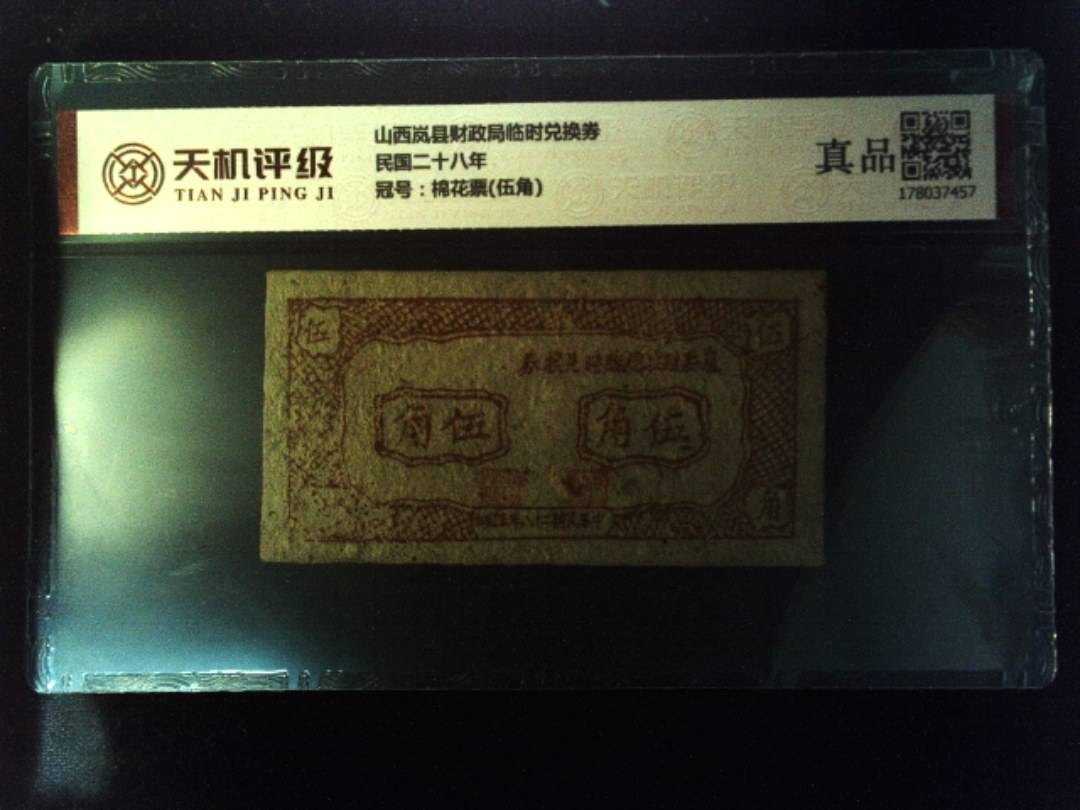 天机评级
TIAN JI PING JI
山西岚县财政局临时兑换券
民国二十八年
冠号：棉花票(伍角)
真品
178037457
伍
伍
角伍
角伍
角